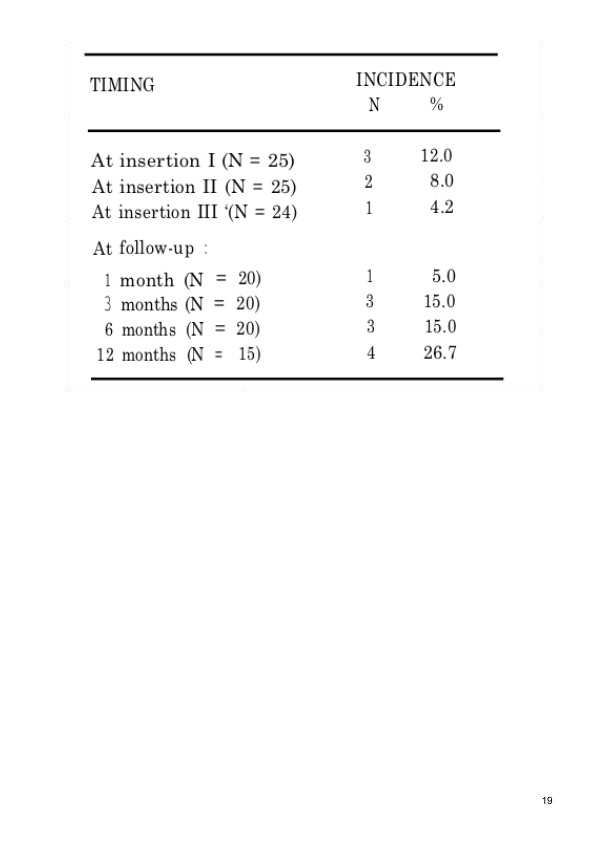 TIMING INCIDENCE
N %
At insertion I (N = 25) 3 12.0
At insertion II (N = 25) 2 8.0
At insertion III ‘(N = 24) 1 4.2
At follow-up :
1 month (N = 20) 1 5.0
3 months (N = 20) 3 15.0
6 months (N = 20) 3 15.0
12 months (N = 15) 4 26.7
19